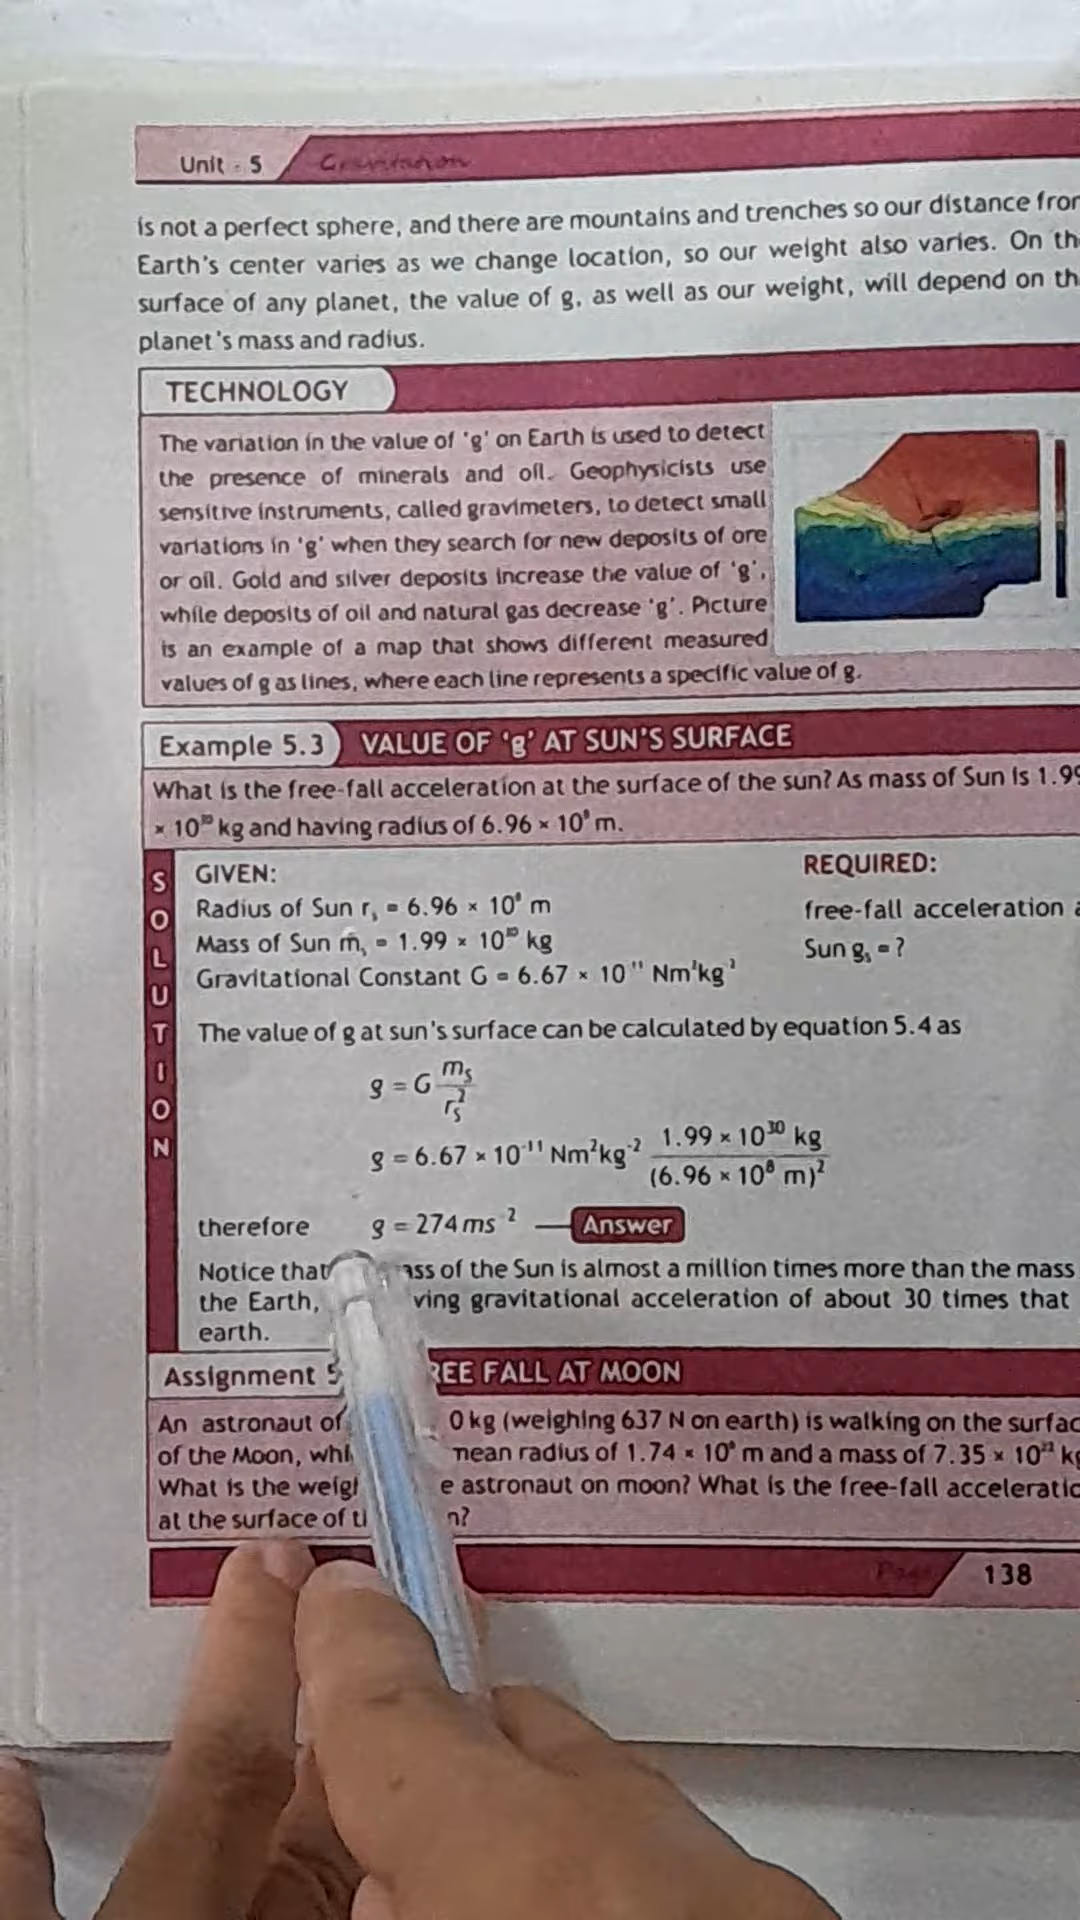 Unit - 5 Gravitation
is not a perfect sphere, and there are mountains and trenches so our distance from
Earth's center varies as we change location, so our weight also varies. On th
surface of any planet, the value of g, as well as our weight, will depend on th
planet's mass and radius.
TECHNOLOGY
The variation in the value of 'g' on Earth is used to detect
the presence of minerals and oil. Geophysicists use
sensitive instruments, called gravimeters, to detect small
variations in 'g' when they search for new deposits of ore
or oil. Gold and silver deposits increase the value of 'g',
while deposits of oil and natural gas decrease 'g'. Picture
is an example of a map that shows different measured
values of g as lines, where each line represents a specific value of g.
Example 5.3 VALUE OF 'g' AT SUN'S SURFACE
What is the free-fall acceleration at the surface of the sun? As mass of Sun is 1.99
× 10³⁰ kg and having radius of 6.96 × 10⁸ m.
SOLUTION
GIVEN:
Radius of Sun rₛ = 6.96 × 10⁸ m
Mass of Sun mₛ = 1.99 × 10³⁰ kg
Gravitational Constant G = 6.67 × 10⁻¹¹ Nm²kg⁻²
REQUIRED:
free-fall acceleration a
Sun gₛ = ?
The value of g at sun's surface can be calculated by equation 5.4 as
g = G mₛ / rₛ²
g = 6.67 × 10⁻¹¹ Nm²kg⁻² 1.99 × 10³⁰ kg / (6.96 × 10⁸ m)²
therefore g = 274 ms⁻² Answer
Notice that ass of the Sun is almost a million times more than the mass
the Earth, ving gravitational acceleration of about 30 times that
earth.
Assignment 5 REE FALL AT MOON
An astronaut of 0 kg (weighing 637 N on earth) is walking on the surfac
of the Moon, whi mean radius of 1.74 × 10⁶ m and a mass of 7.35 × 10²² kg
What is the weig e astronaut on moon? What is the free-fall acceleratio
at the surface of t n?
138